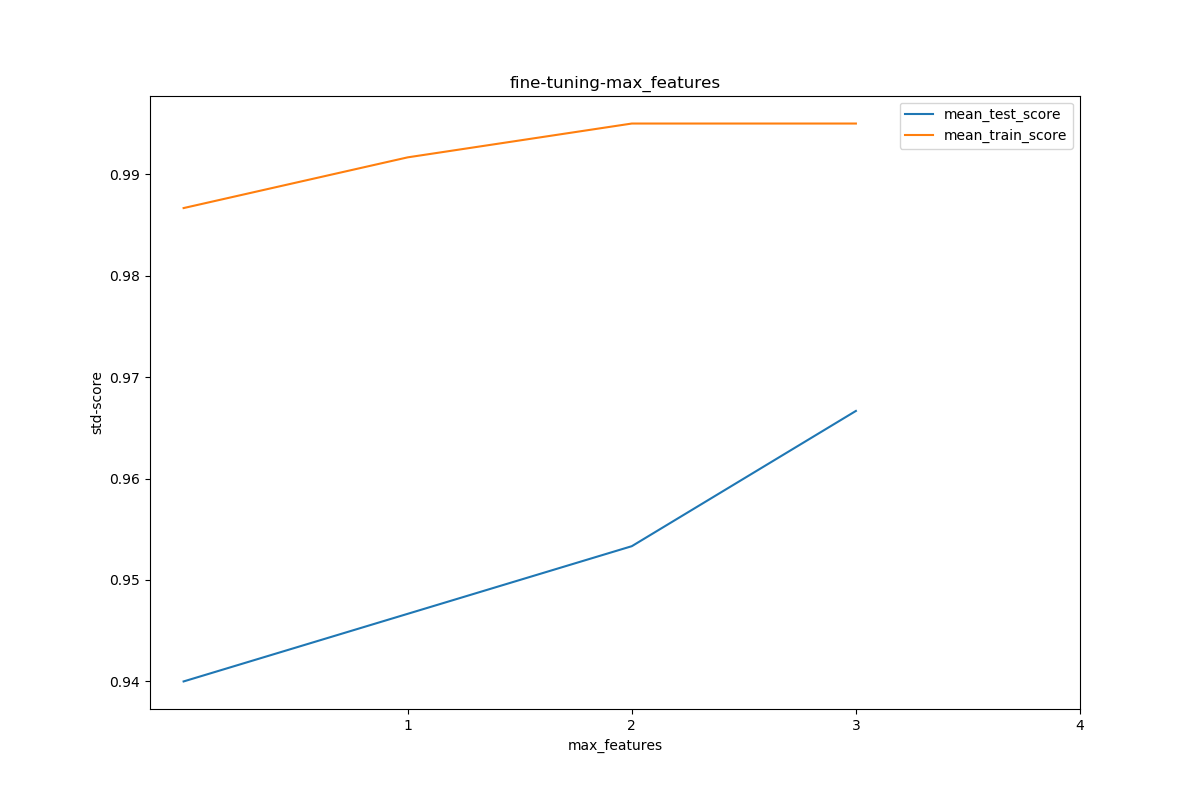 fine-tuning-max_features
mean_test_score
mean_train_score
0.99
0.98
0.97
0.96
0.95
0.94
std-score
1
2
3
4
max_features